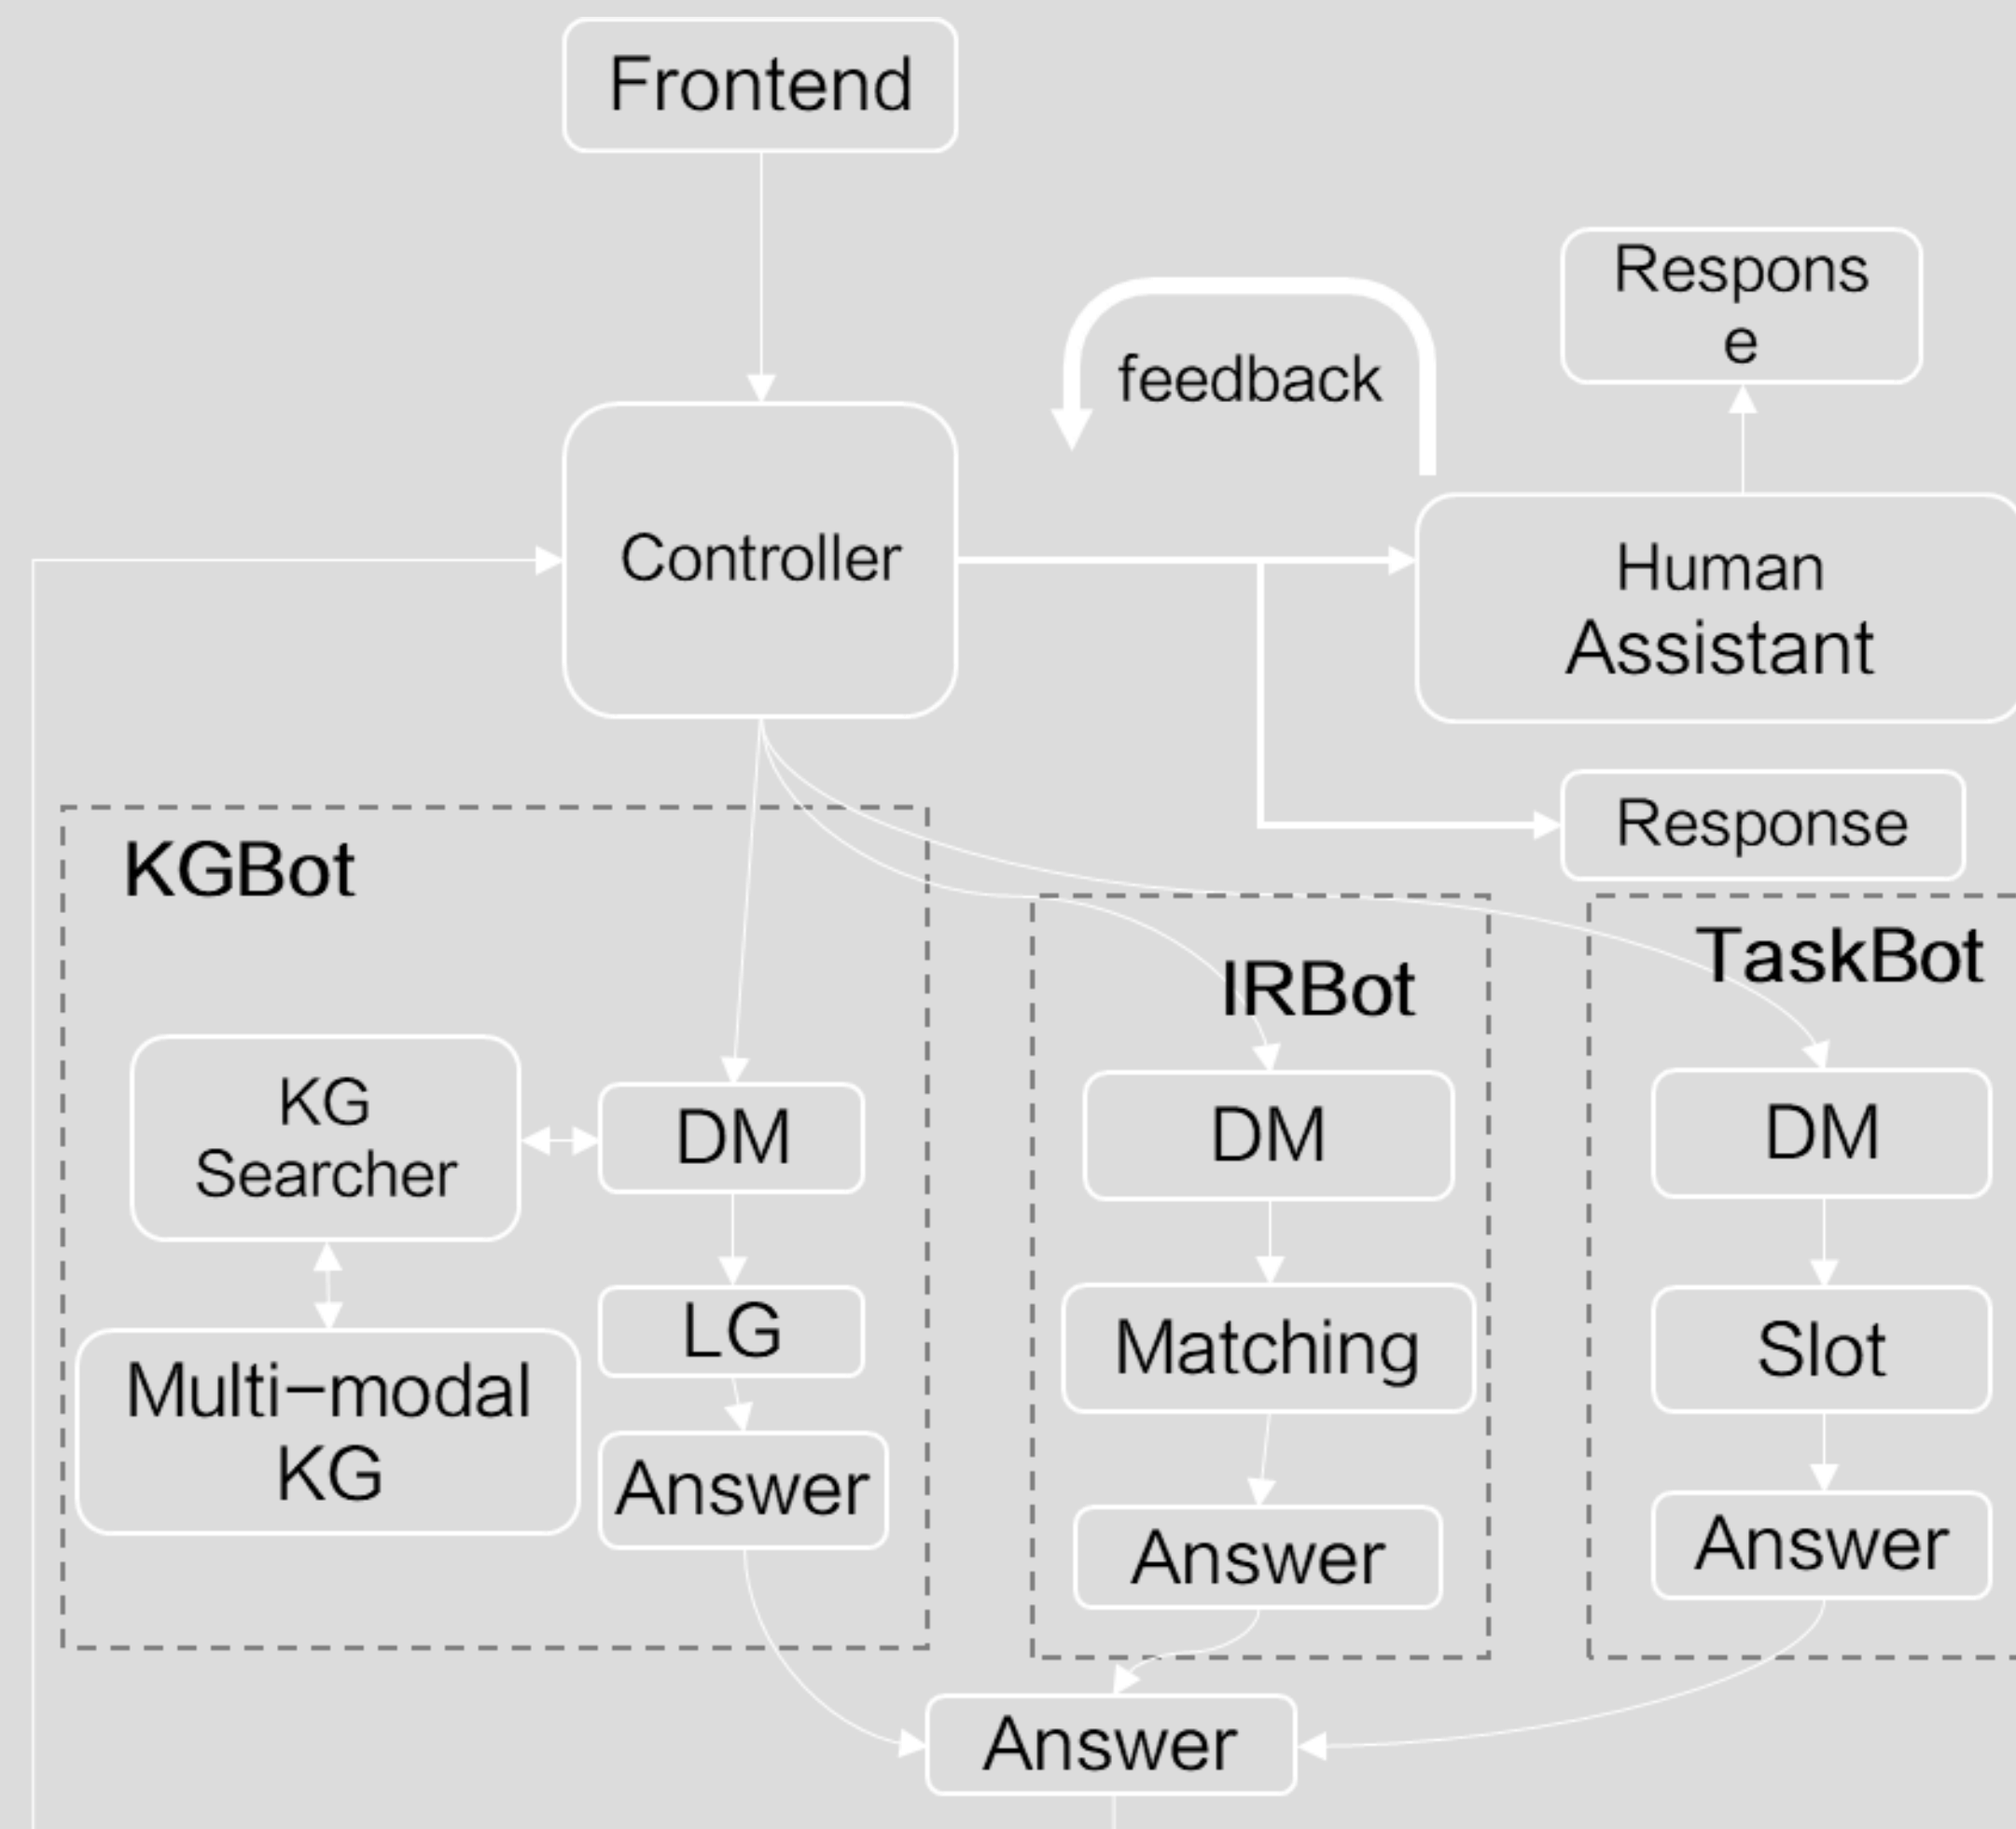 Frontend
Respons
e
feedback
Controller
Human
Assistant
Response
KGBot
IRBot
TaskBot
KG
Searcher
DM
DM
DM
LG
Matching
Slot
Multi-modal
KG
Answer
Answer
Answer
Answer